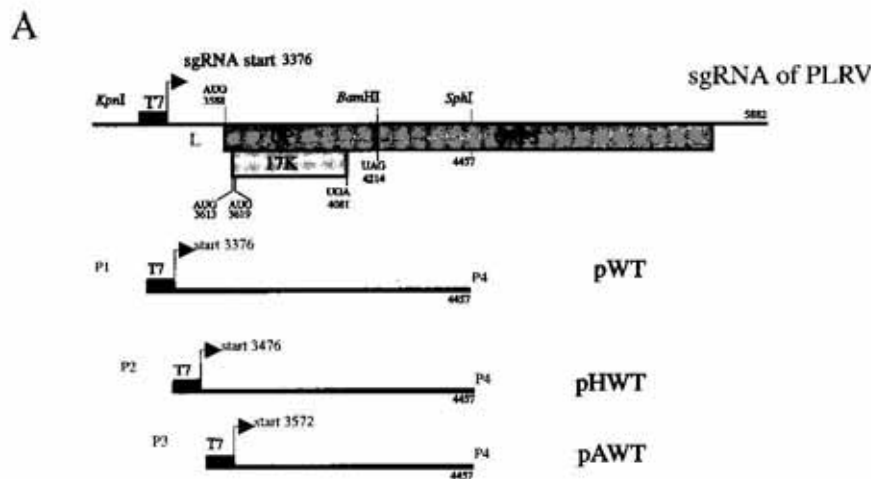 A
sgRNA start 3376
sgRNA of PLRV
KpnI T7 AUG 3588 BamHI SphI 5882
L
17K
UAG 4214
4457
UGA 4081
AUG 3613
AUG 3619
P1 T7 start 3376 P4 pWT
4457
P2 T7 start 3476 P4 pHWT
4457
P3 T7 start 3572 P4 pAWT
4457